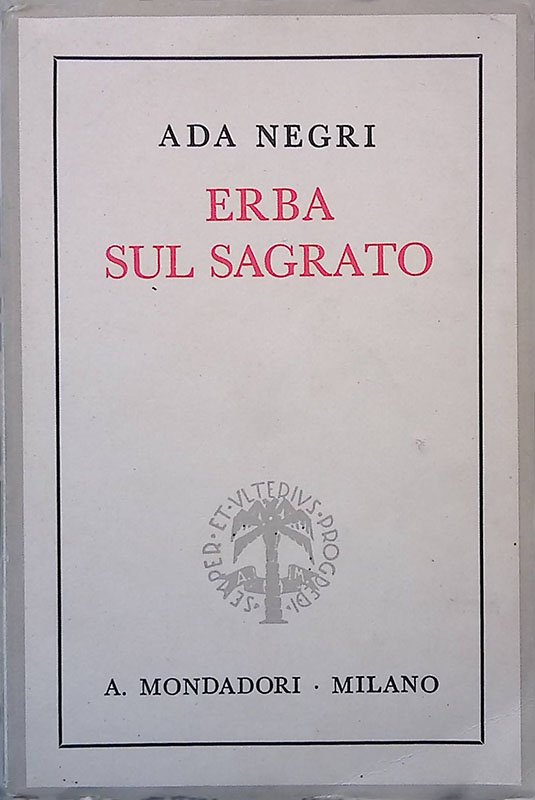 ADA NEGRI
ERBA
SUL SAGRATO
SEMPER·ET·VLTERIVS·PROGREDI·
A M
A. MONDADORI · MILANO